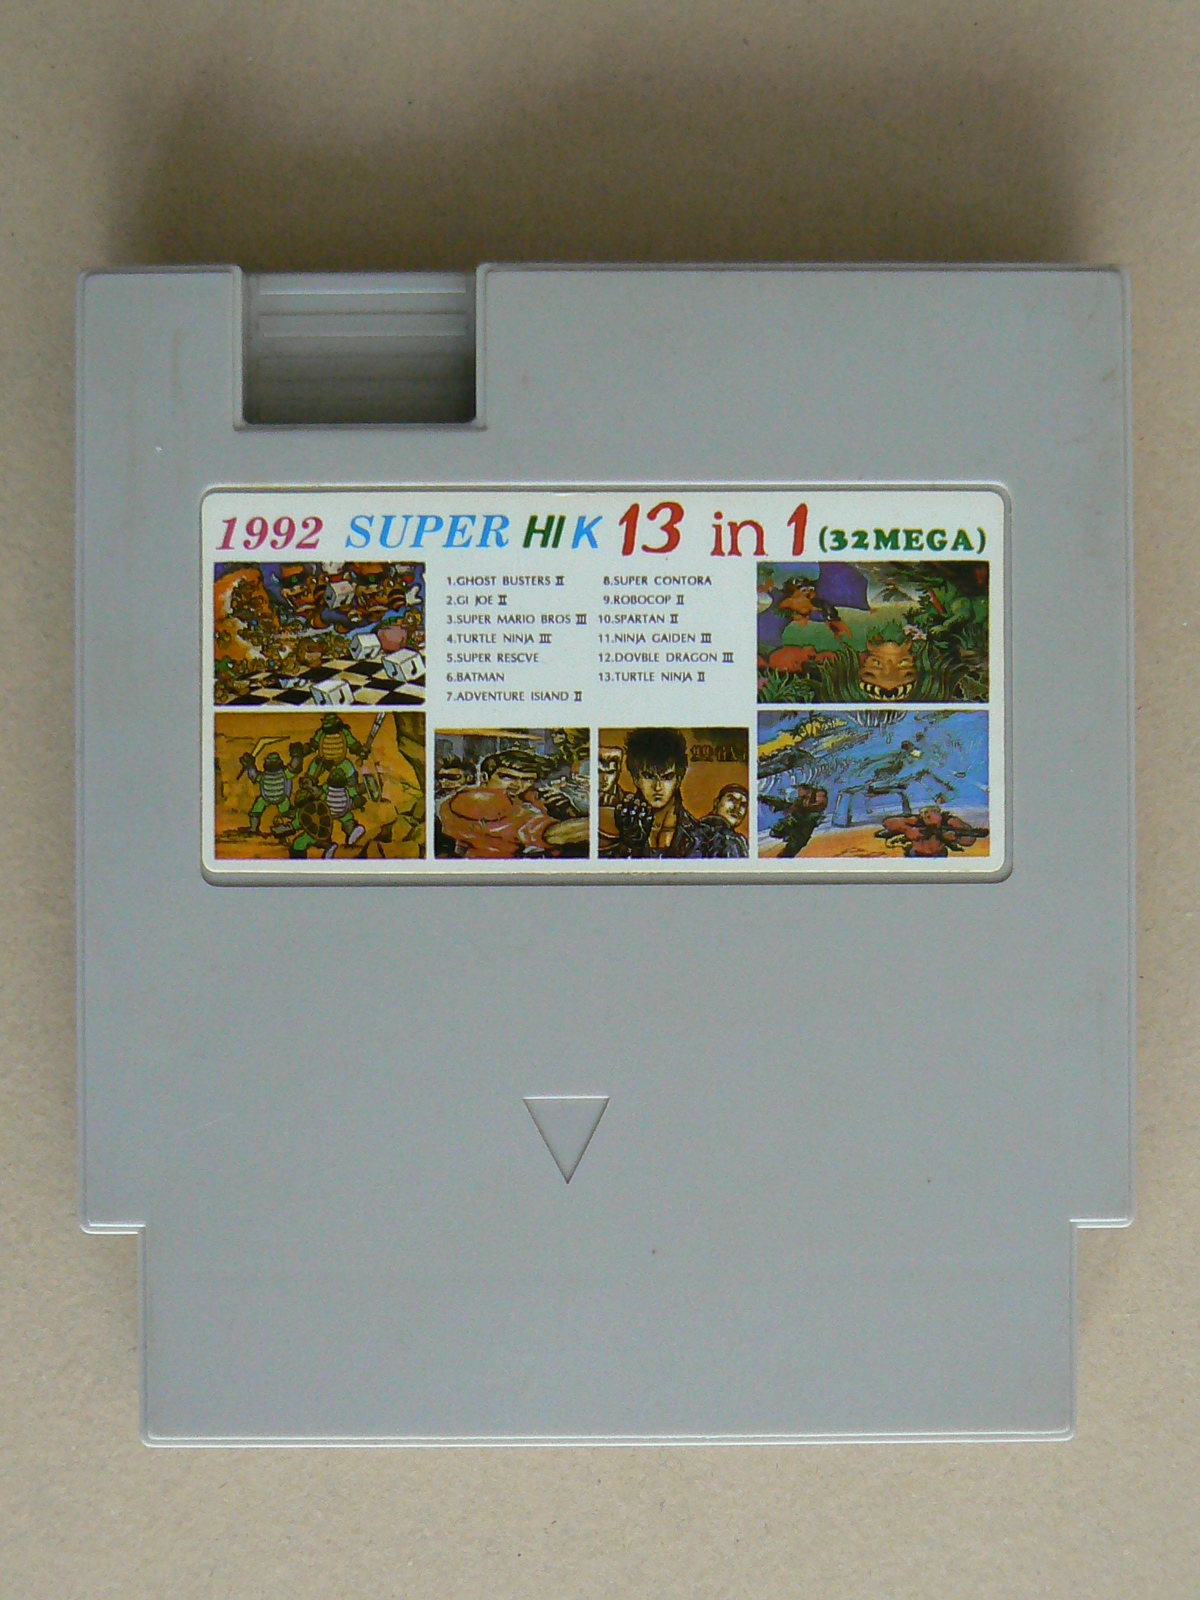 1992 SUPER HI K 13 in 1 (32MEGA)
1.GHOST BUSTERS II
2.GI JOE II
3.SUPER MARIO BROS III
4.TURTLE NINJA III
5.SUPER RESCVE
6.BATMAN
7.ADVENTURE ISLAND II
8.SUPER CONTORA
9.ROBOCOP II
10.SPARTAN II
11.NINJA GAIDEN III
12.DOVBLE DRAGON III
13.TURTLE NINJA II